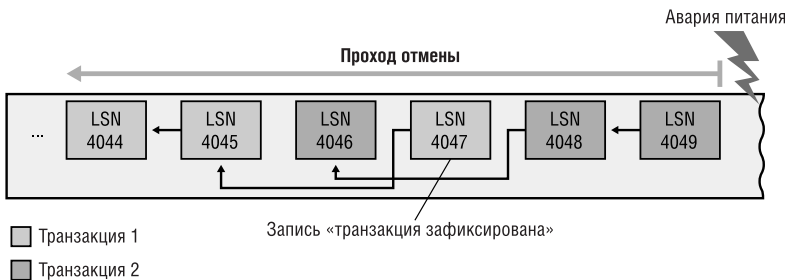 Авария питания
Проход отмены
...
LSN
4044
LSN
4045
LSN
4046
LSN
4047
LSN
4048
LSN
4049
Запись «транзакция зафиксирована»
Транзакция 1
Транзакция 2